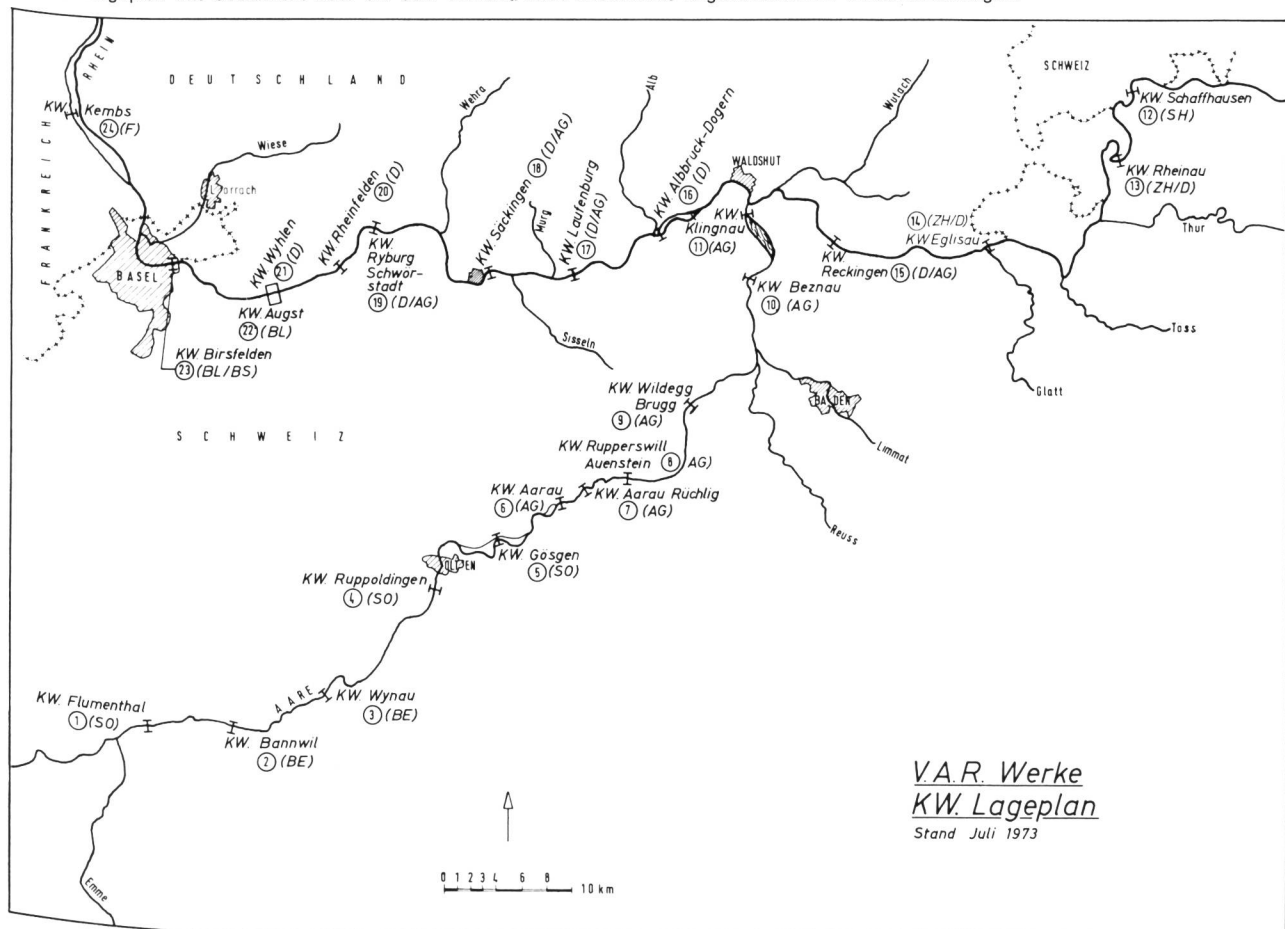 RHEIN
DEUTSCHLAND
FRANKREICH
KW. Kembs
24 (F)
Wiese
Lörrach
BASEL
KW. Wyhlen
21 (D)
KW. Augst
22 (BL)
KW. Birsfelden
23 (BL/BS)
KW. Rheinfelden
20 (D)
KW.
Ryburg
Schwör-
stadt
19 (D/AG)
Wehra
KW. Säckingen
18 (D/AG)
Murg
Sisseln
KW. Laufenburg
17 (D/AG)
Alb
KW. Albbruck-Dogern
16 (D)
WALDSHUT
KW.
Klingnau
11 (AG)
KW. Beznau
10 (AG)
Wutach
KW.
Reckingen 15 (D/AG)
14 (ZH/D)
KW Eglisau
SCHWEIZ
KW. Schaffhausen
12 (SH)
KW. Rheinau
13 (ZH/D)
Thur
Töss
Glatt
BADEN
Limmat
Reuss
SCHWEIZ
KW. Wildegg
Brugg
9 (AG)
KW. Rupperswill
Auenstein 8 AG)
KW. Aarau
6 (AG)
KW. Aarau Rüchlig
7 (AG)
KW. Gösgen
5 (SO)
OLTEN
KW. Ruppoldingen
4 (SO)
AARE
KW. Wynau
3 (BE)
KW. Flumenthal
1 (SO)
KW. Bannwil
2 (BE)
Emme
0 1 2 3 4 6 8 10 km
V.A.R. Werke
KW. Lageplan
Stand Juli 1973